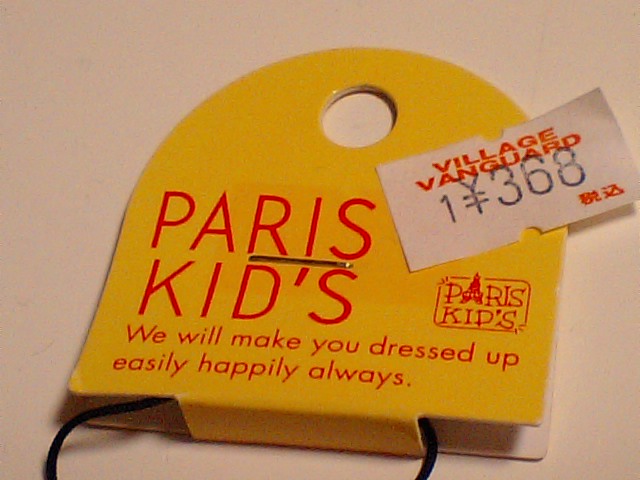 VILLAGE
VANGUARD
1 ¥368
税込
PARIS
KID'S
PARIS
KID'S
We will make you dressed up
easily happily always.